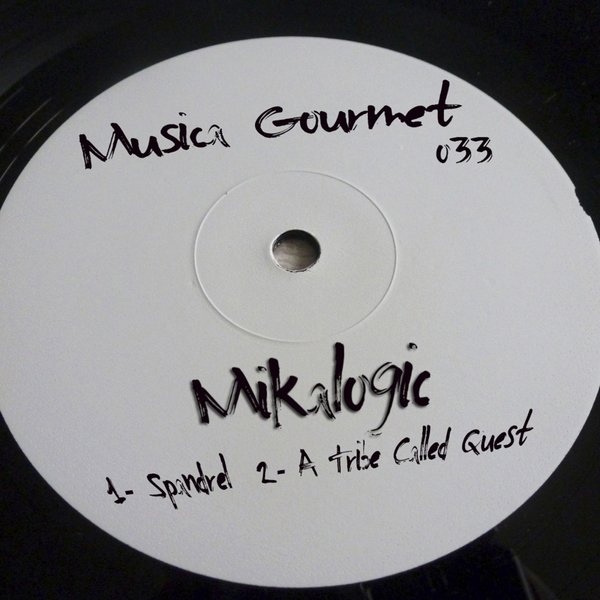 Musica Gourmet
033
Mikalogic
1- Spandrel 2- A Tribe Called Quest